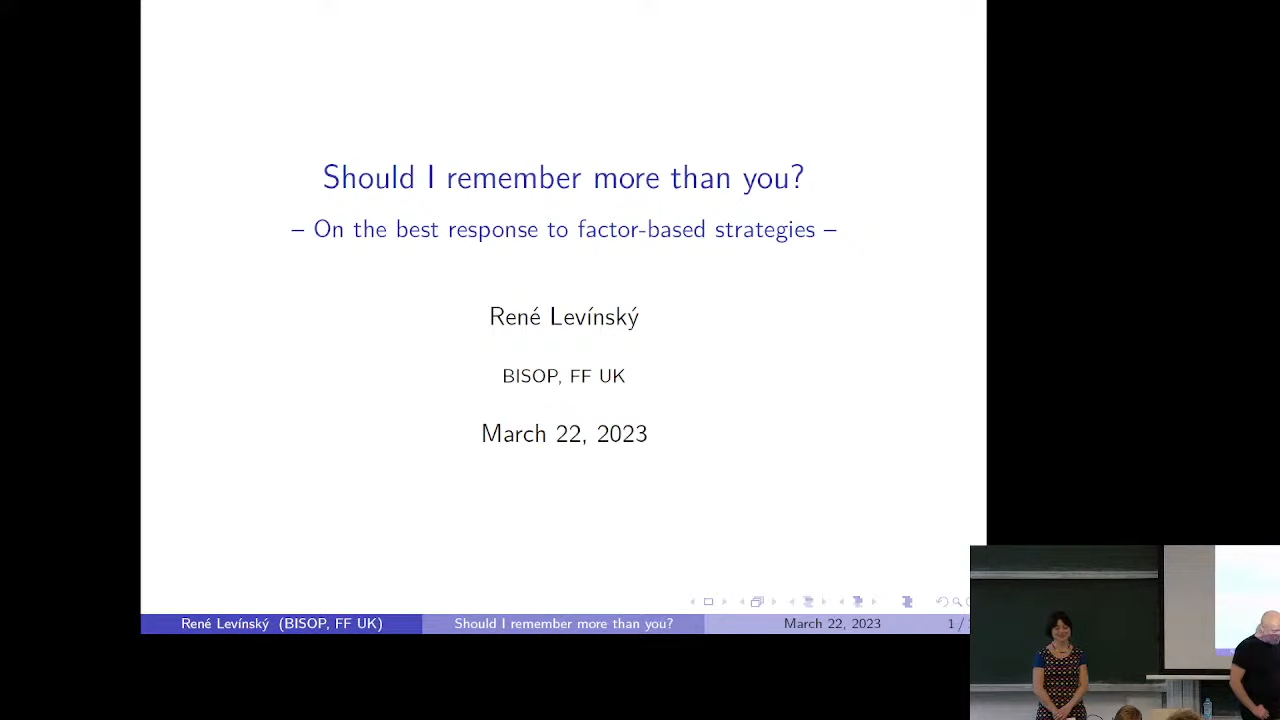 Should I remember more than you?
– On the best response to factor-based strategies –
René Levínský
BISOP, FF UK
March 22, 2023
René Levínský (BISOP, FF UK) Should I remember more than you? March 22, 2023 1 /